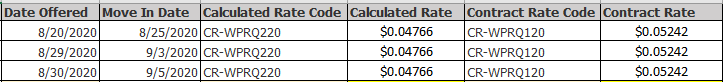 Date Offered Move In Date Calculated Rate Code Calculated Rate Contract Rate Code Contract Rate
8/20/2020 8/25/2020 CR-WPRQ220 $0.04766 CR-WPRQ120 $0.05242
8/29/2020 9/3/2020 CR-WPRQ220 $0.04766 CR-WPRQ120 $0.05242
8/30/2020 9/5/2020 CR-WPRQ220 $0.04766 CR-WPRQ120 $0.05242